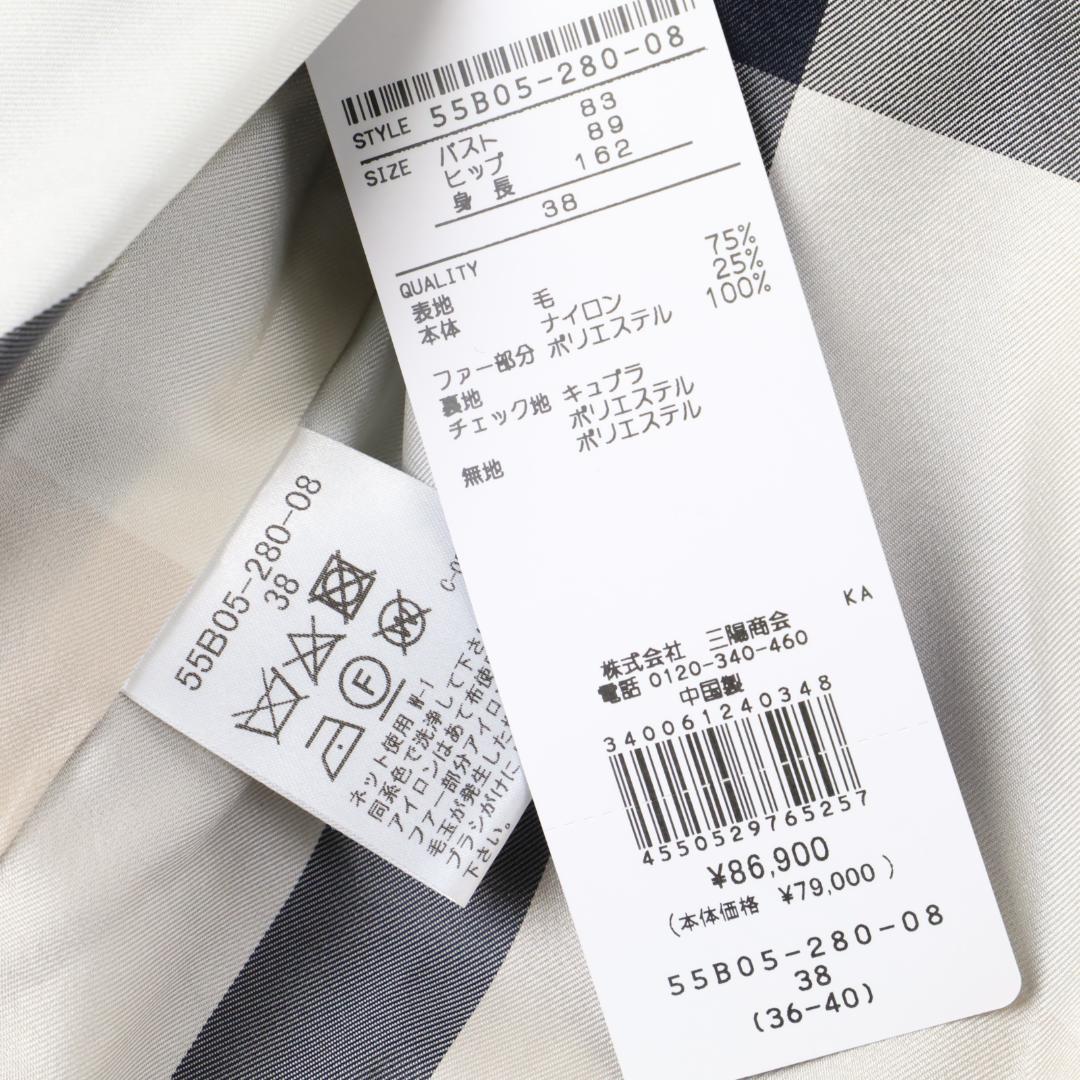 STYLE 55B05-280-08
SIZE バスト 83
ヒップ 89
身長 162
38
QUALITY
表地 毛 75%
本体 ナイロン 25%
ファー部分 ポリエステル 100%
裏地
チェック地 キュプラ
ポリエステル
無地 ポリエステル
KA
株式会社 三陽商会
電話 0120-340-460
中国製
340061240348
4550529765257
¥86,900
(本体価格 ¥79,000)
55B05-280-08
38
(36-40)
55B05-280-08
38
W
F
ネット使用 W-1
同系色で洗浄して下さ
アイロンはあて布使
ファー部分アイロ
毛玉が発生した
ブラシがけに
下さい。